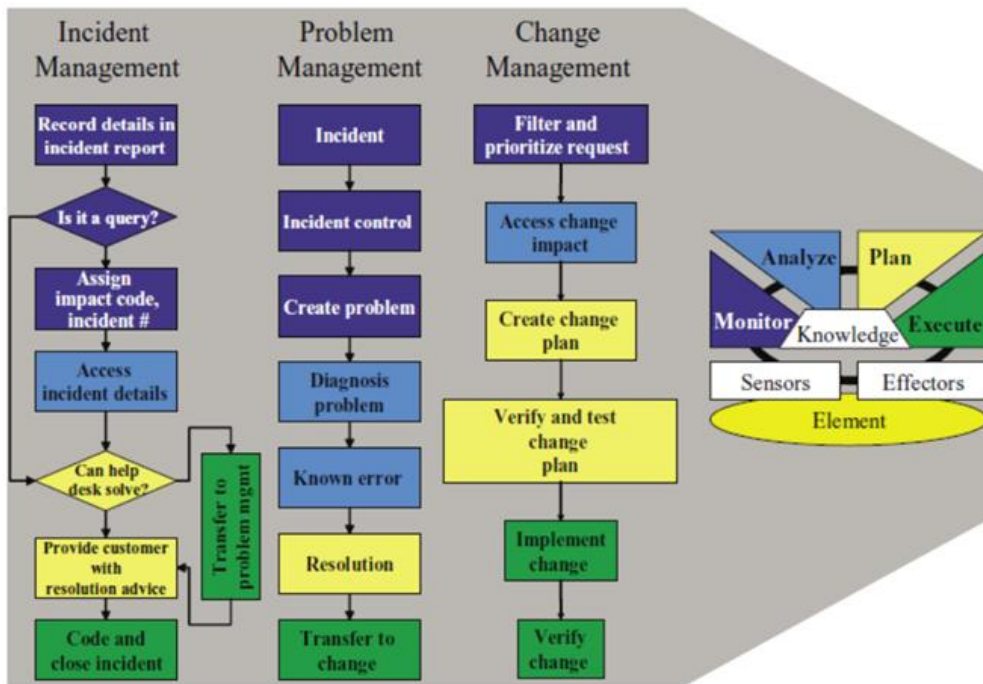 Incident
Management
Record details in
incident report
Is it a query?
Assign
impact code,
incident #
Access
incident details
Can help
desk solve?
Transfer to
problem mgmt
Provide customer
with
resolution advice
Code and
close incident
Problem
Management
Incident
Incident control
Create problem
Diagnosis
problem
Known error
Resolution
Transfer to
change
Change
Management
Filter and
prioritize request
Access change
impact
Create change
plan
Verify and test
change
plan
Implement
change
Verify
change
Analyze
Plan
Monitor
Knowledge
Execute
Sensors
Effectors
Element